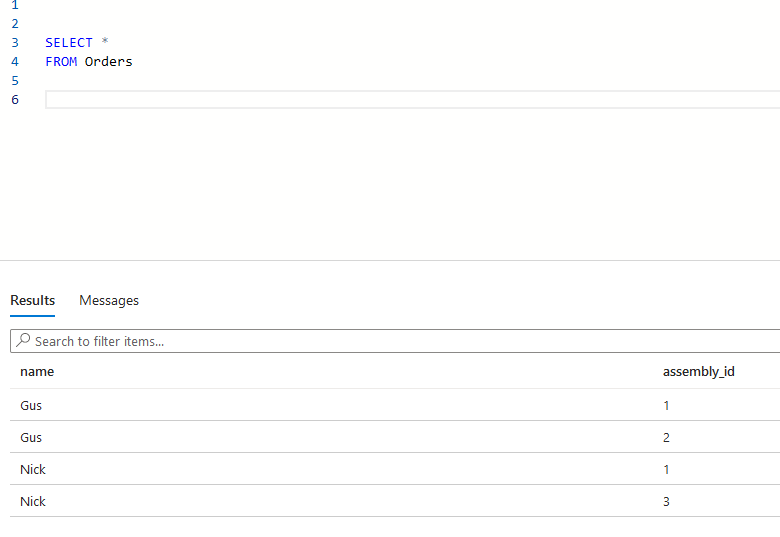 1
2
3 SELECT *
4 FROM Orders
5
6
Results Messages
Search to filter items...
name assembly_id
Gus 1
Gus 2
Nick 1
Nick 3